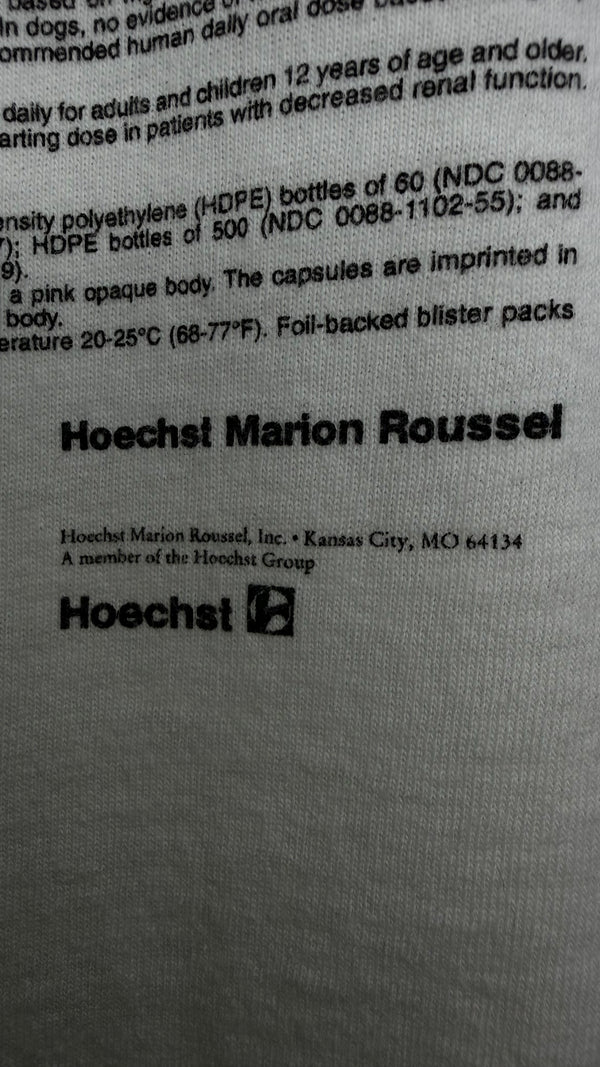 In dogs, no evidence of
ommended human daily oral dose
daily for adults and children 12 years of age and older.
arting dose in patients with decreased renal function.
ensity polyethylene (HDPE) bottles of 60 (NDC 0088-
7); HDPE bottles of 500 (NDC 0088-1102-55); and
9).
a pink opaque body. The capsules are imprinted in
body.
erature 20-25°C (68-77°F). Foil-backed blister packs
Hoechst Marion Roussel
Hoechst Marion Roussel, Inc. • Kansas City, MO 64134
A member of the Hoechst Group
Hoechst